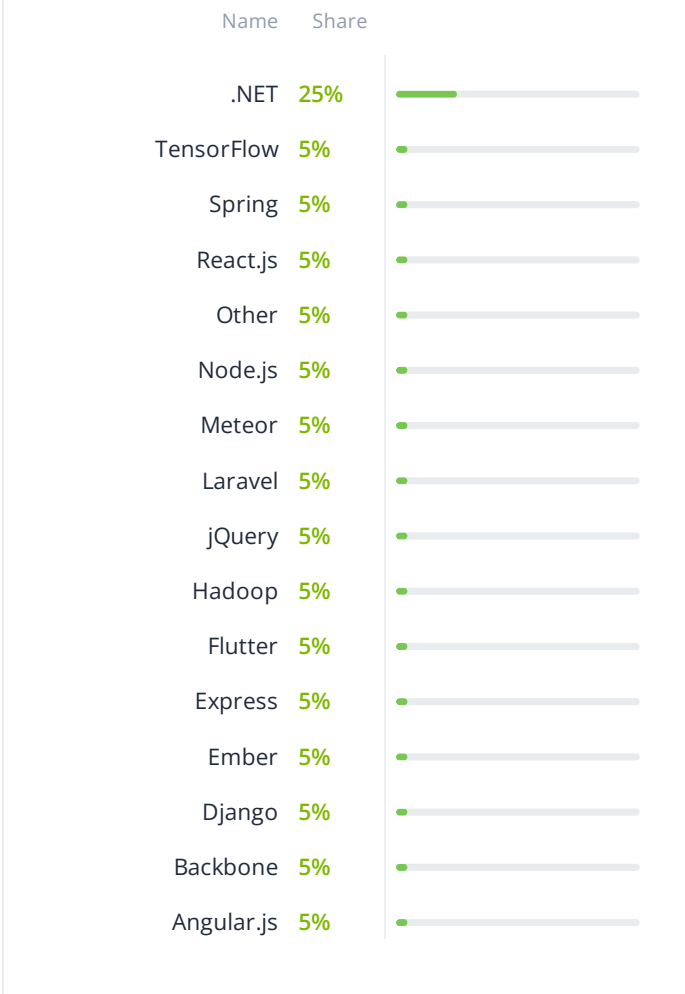 Name Share
.NET 25%
TensorFlow 5%
Spring 5%
React.js 5%
Other 5%
Node.js 5%
Meteor 5%
Laravel 5%
jQuery 5%
Hadoop 5%
Flutter 5%
Express 5%
Ember 5%
Django 5%
Backbone 5%
Angular.js 5%